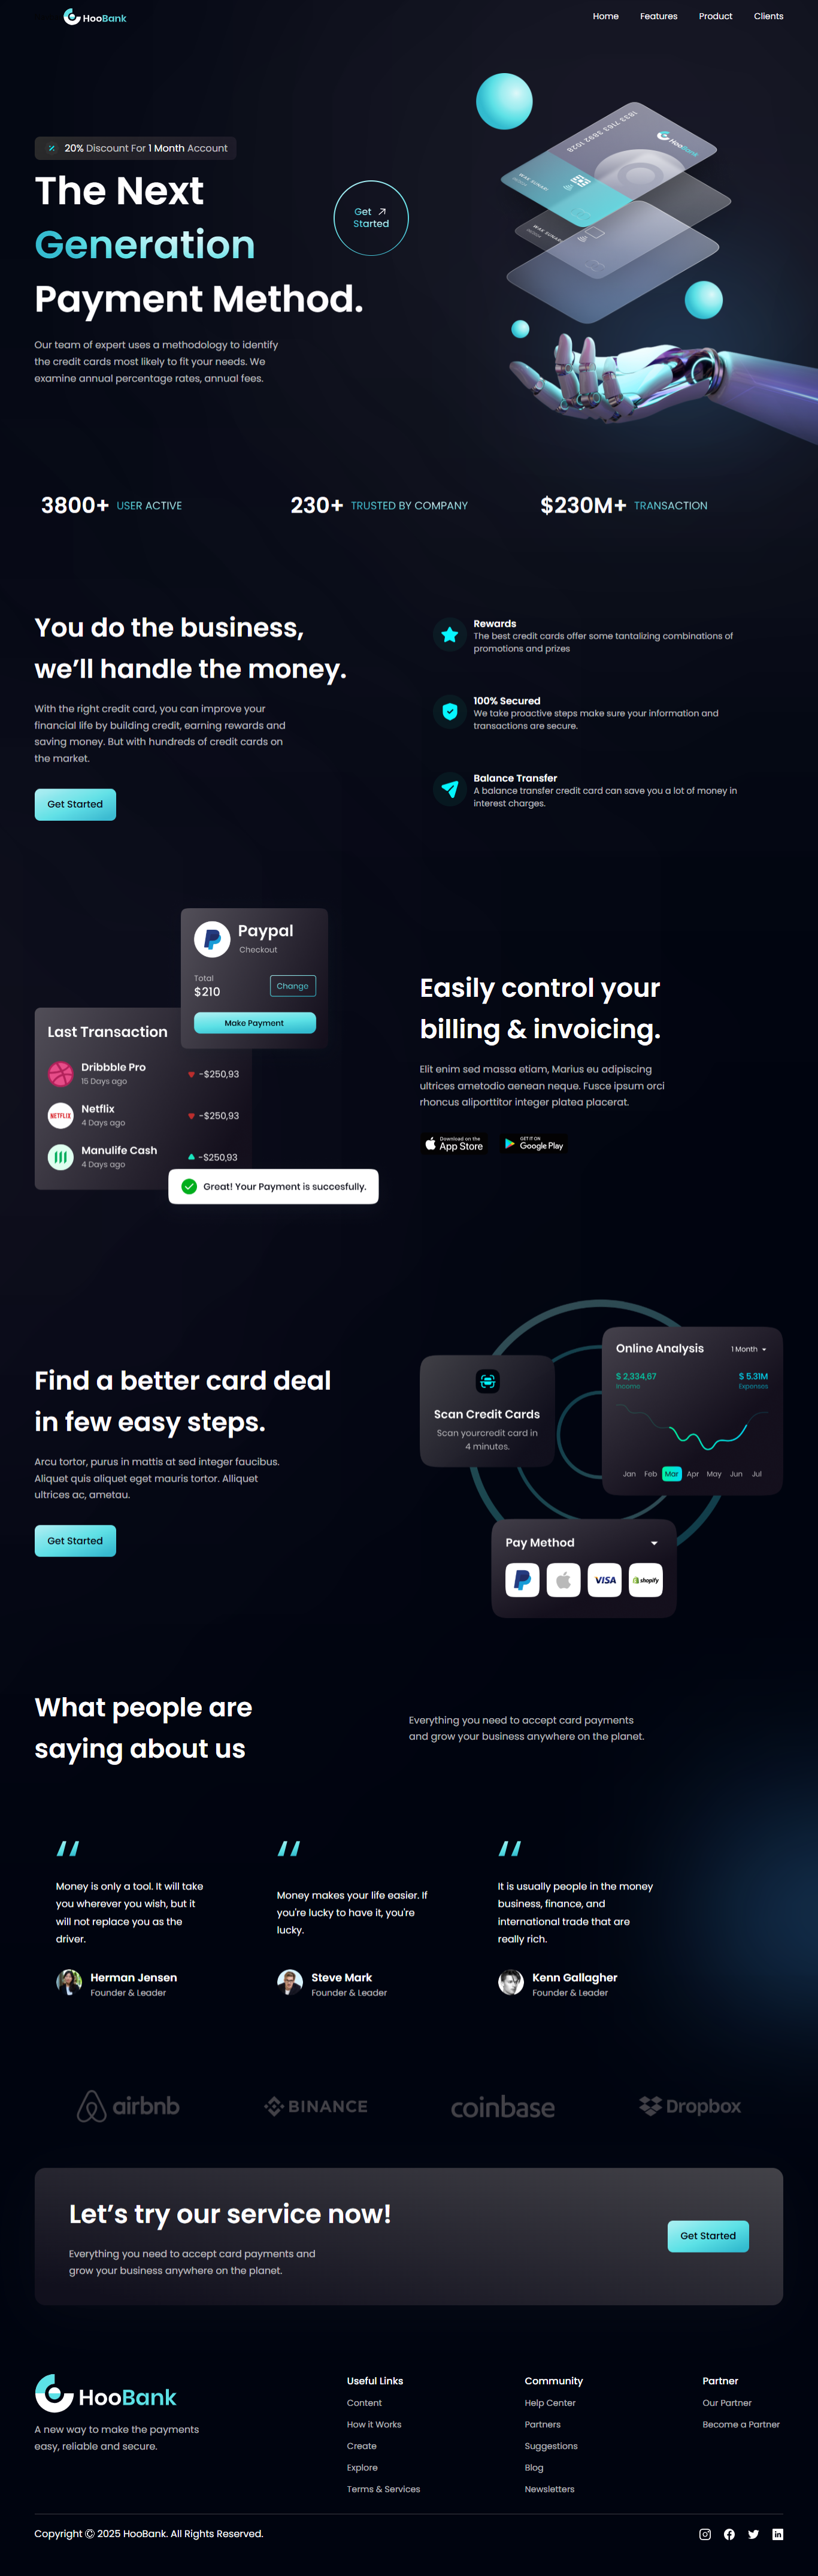 HooBank
Home
Features
Product
Clients
20% Discount For 1 Month Account
The Next
Generation
Payment Method.
Get
Started
Our team of expert uses a methodology to identify
the credit cards most likely to fit your needs. We
examine annual percentage rates, annual fees.
HooBank
3800+ USER ACTIVE
230+ TRUSTED BY COMPANY
$230M+ TRANSACTION
You do the business,
we’ll handle the money.
With the right credit card, you can improve your
financial life by building credit, earning rewards and
saving money. But with hundreds of credit cards on
the market.
Get Started
Rewards
The best credit cards offer some tantalizing combinations of
promotions and prizes
100% Secured
We take proactive steps make sure your information and
transactions are secure.
Balance Transfer
A balance transfer credit card can save you a lot of money in
interest charges.
Paypal
Checkout
Total
$210
Change
Make Payment
Last Transaction
Dribbble Pro
15 Days ago
-$250,93
NETFLIX
Netflix
4 Days ago
-$250,93
Manulife Cash
4 Days ago
-$250,93
Great! Your Payment is succesfully.
Easily control your
billing & invoicing.
Elit enim sed massa etiam, Marius eu adipiscing
ultrices ametodio aenean neque. Fusce ipsum orci
rhoncus aliporttitor integer platea placerat.
Download on the
App Store
GET IT ON
Google Play
Find a better card deal
in few easy steps.
Arcu tortor, purus in mattis at sed integer faucibus.
Aliquet quis aliquet eget mauris tortor. Alliquet
ultrices ac, ametau.
Get Started
Scan Credit Cards
Scan yourcredit card in
4 minutes.
Online Analysis
1 Month
$ 2,334,67
Income
$ 5.31M
Expenses
Jan Feb Mar Apr May Jun Jul
Pay Method
VISA
shopify
What people are
saying about us
Everything you need to accept card payments
and grow your business anywhere on the planet.
Money is only a tool. It will take
you wherever you wish, but it
will not replace you as the
driver.
Herman Jensen
Founder & Leader
Money makes your life easier. If
you're lucky to have it, you're
lucky.
Steve Mark
Founder & Leader
It is usually people in the money
business, finance, and
international trade that are
really rich.
Kenn Gallagher
Founder & Leader
airbnb
BINANCE
coinbase
Dropbox
Let’s try our service now!
Everything you need to accept card payments and
grow your business anywhere on the planet.
Get Started
HooBank
A new way to make the payments
easy, reliable and secure.
Useful Links
Content
How it Works
Create
Explore
Terms & Services
Community
Help Center
Partners
Suggestions
Blog
Newsletters
Partner
Our Partner
Become a Partner
Copyright Ⓒ 2025 HooBank. All Rights Reserved.